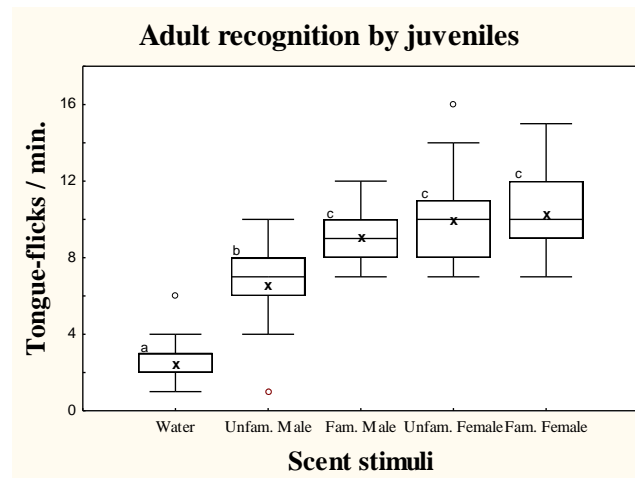 Adult recognition by juveniles
Tongue-flicks / min.
16
12
8
4
0
a
b
c
c
c
x
x
x
x
x
Water
Unfam. Male
Fam. Male
Unfam. Female
Fam. Female
Scent stimuli